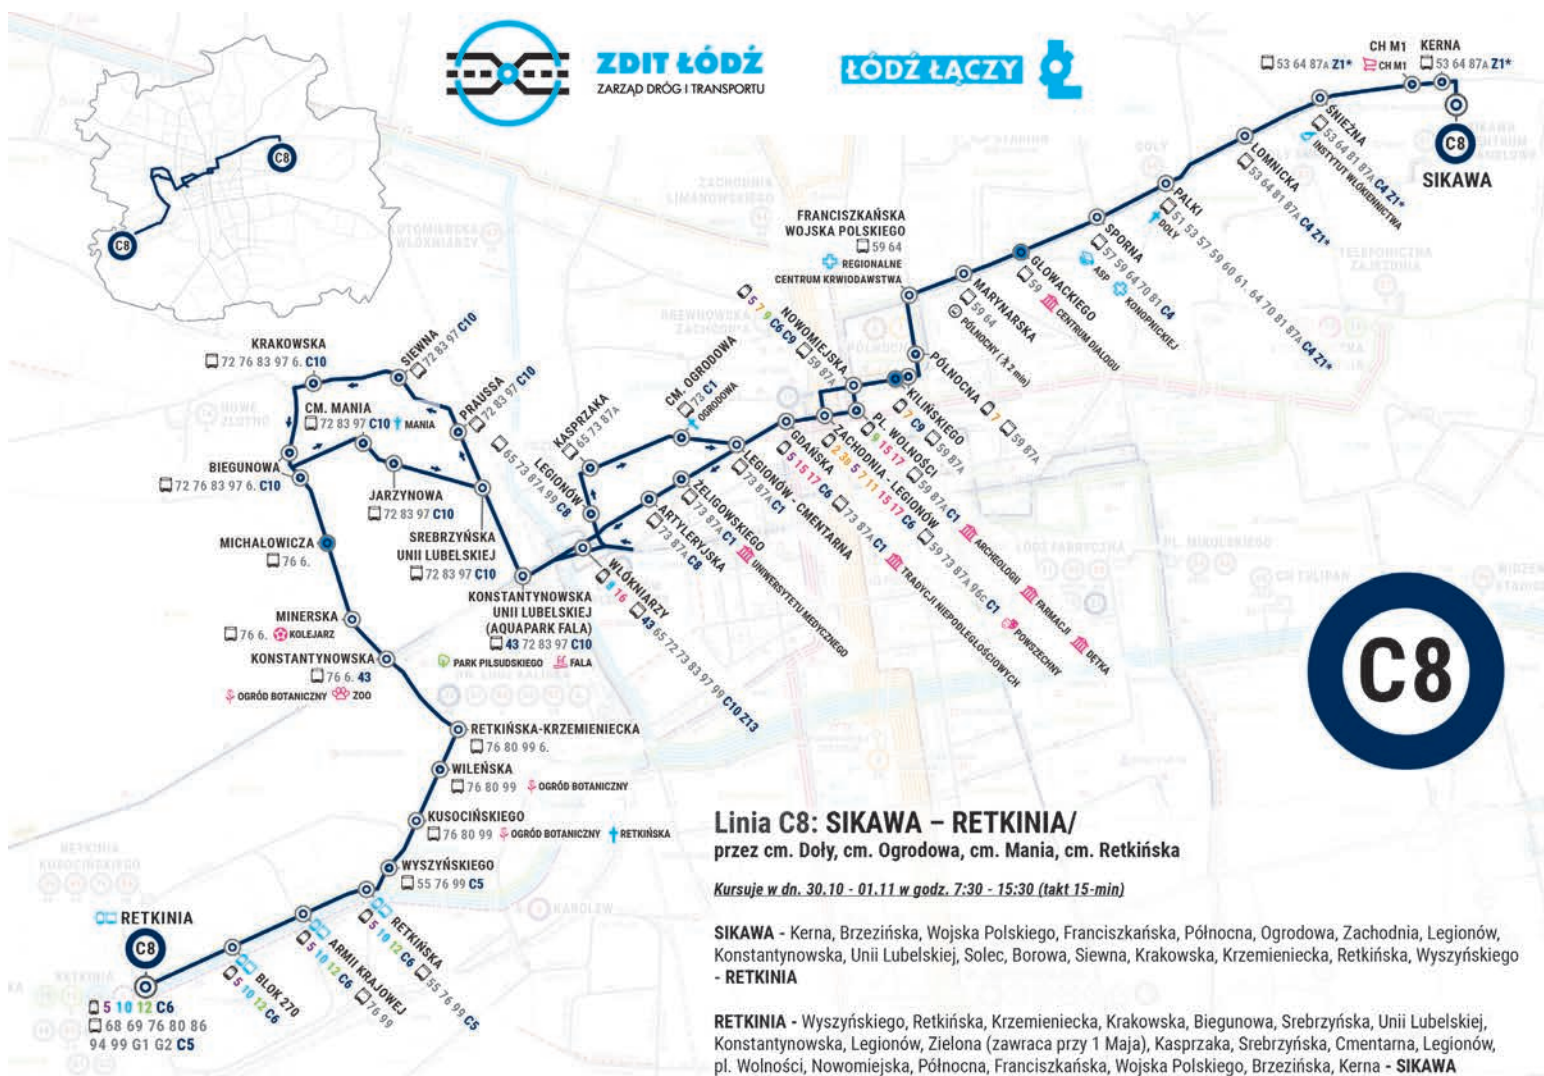 ZDIT ŁÓDŹ
ZARZĄD DRÓG I TRANSPORTU
ŁÓDŹ ŁĄCZY
C8
C8
CH M1
53 64 87A Z1*
CH M1
KERNA
53 64 87A Z1*
C8
SIKAWA
ŚNIEŻNA
53 64 81 87A C4 Z1*
INSTYTUT WŁÓKIENNICTWA
ŁOMNICKA
53 64 81 87A C4 Z1*
PALKI
51 53 57 59 60 61. 64 70 81 87A C4 Z1*
DOŁY
SPORNA
57 59 64 70 81 C4
ASP
KONOPNICKIEJ
GŁOWACKIEGO
59
CENTRUM DIALOGU
MARYNARSKA
59 64
PÓŁNOCNY (2 min)
FRANCISZKAŃSKA
WOJSKA POLSKIEGO
59 64
REGIONALNE
CENTRUM KRWIODAWSTWA
PÓŁNOCNA
7 59 87A
KILIŃSKIEGO
7 C9 59 87A
NOWOMIEJSKA
5 7 9 C6 C9 59 87A
PL. WOLNOŚCI
9 15 17 59 87A C1
ARCHEOLOGII
FARMACJI
DĘTKA
ZACHODNIA - LEGIONÓW
2 3B 5 7 11 15 17 C6 59 73 87A 96C C1
POWSZECHNY
GDAŃSKA
5 15 17 C6 73 87A C1
TRADYCJI NIEPODLEGŁOŚCIOWYCH
LEGIONÓW - CMENTARNA
73 87A C1
CM. OGRODOWA
73 C1
OGRODOWA
ŻELIGOWSKIEGO
73 87A C1
UNIWERSYTETU MEDYCZNEGO
ARTYLERYJSKA
73 87A C8
KASPRZAKA
65 73 87A
LEGIONÓW
65 73 87A 99 C8
WŁÓKNIARZY
8 16 43 65 72 73 83 97 99 C10 Z13
KONSTANTYNOWSKA
UNII LUBELSKIEJ
(AQUAPARK FALA)
43 72 83 97 C10
PARK PIŁSUDSKIEGO
FALA
SREBRZYŃSKA
UNII LUBELSKIEJ
72 83 97 C10
PRAUSSA
72 83 97 C10
SIEWNA
72 83 97 C10
KRAKOWSKA
72 76 83 97 6. C10
CM. MANIA
72 83 97 C10
MANIA
JARZYNOWA
72 83 97 C10
BIEGUNOWA
72 76 83 97 6. C10
MICHAŁOWICZA
76 6.
MINERSKA
76 6.
KOLEJARZ
KONSTANTYNOWSKA
76 6. 43
OGRÓD BOTANICZNY
ZOO
RETKIŃSKA-KRZEMIENIECKA
76 80 99 6.
WILEŃSKA
76 80 99
OGRÓD BOTANICZNY
KUSOCIŃSKIEGO
76 80 99
OGRÓD BOTANICZNY
RETKIŃSKA
WYSZYŃSKIEGO
55 76 99 C5
RETKIŃSKA
5 10 12 C6 55 76 99 C5
ARMII KRAJOWEJ
5 10 12 C6 76 99
BLOK 270
5 10 12 C6
RETKINIA
C8
5 10 12 C6
68 69 76 80 86
94 99 G1 G2 C5
C8
Linia C8: SIKAWA – RETKINIA/
przez cm. Doły, cm. Ogrodowa, cm. Mania, cm. Retkińska
Kursuje w dn. 30.10 - 01.11 w godz. 7:30 - 15:30 (takt 15-min)
SIKAWA - Kerna, Brzezińska, Wojska Polskiego, Franciszkańska, Północna, Ogrodowa, Zachodnia, Legionów,
Konstantynowska, Unii Lubelskiej, Solec, Borowa, Siewna, Krakowska, Krzemieniecka, Retkińska, Wyszyńskiego
- RETKINIA
RETKINIA - Wyszyńskiego, Retkińska, Krzemieniecka, Krakowska, Biegunowa, Srebrzyńska, Unii Lubelskiej,
Konstantynowska, Legionów, Zielona (zawraca przy 1 Maja), Kasprzaka, Srebrzyńska, Cmentarna, Legionów,
pl. Wolności, Nowomiejska, Północna, Franciszkańska, Wojska Polskiego, Brzezińska, Kerna - SIKAWA